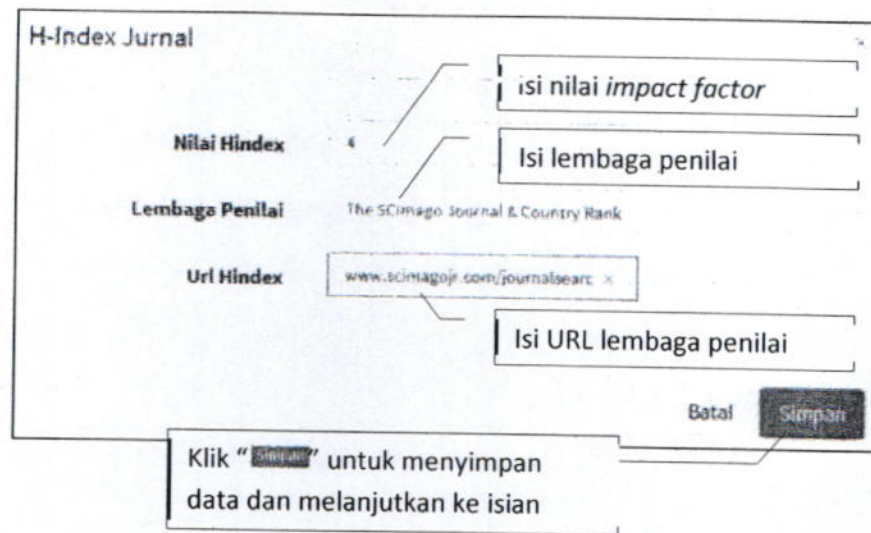 H-Index Jurnal
isi nilai impact factor
Nilai Hindex 4
Isi lembaga penilai
Lembaga Penilai The SCimago Journal & Country Rank
Url Hindex www.scimagojr.com/journalsearc ×
Isi URL lembaga penilai
Batal Simpan
Klik “Simpan” untuk menyimpan
data dan melanjutkan ke isian